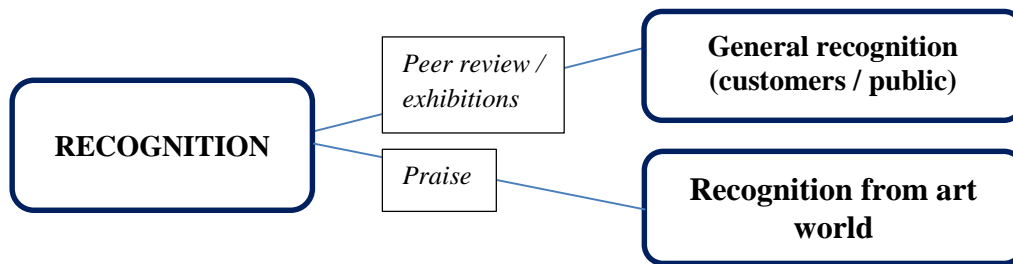 RECOGNITION
Peer review /
exhibitions
Praise
General recognition
(customers / public)
Recognition from art
world